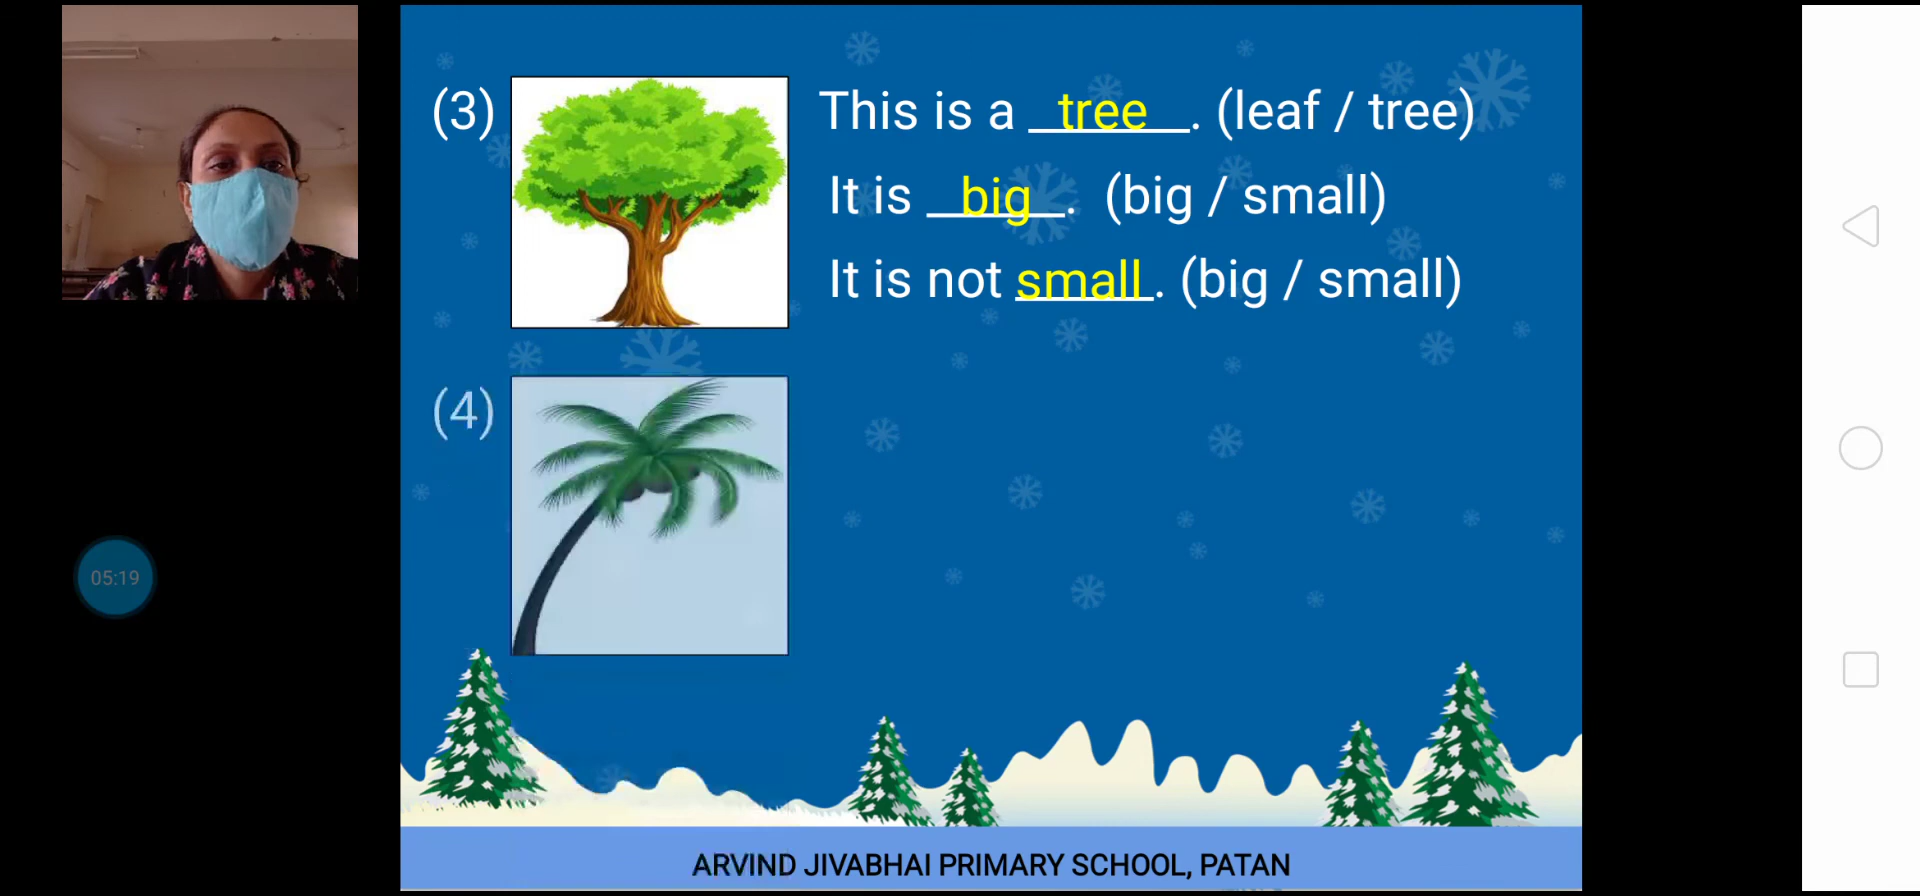 (3)
This is a tree. (leaf / tree)
It is big. (big / small)
It is not small. (big / small)
(4)
05:19
ARVIND JIVABHAI PRIMARY SCHOOL, PATAN